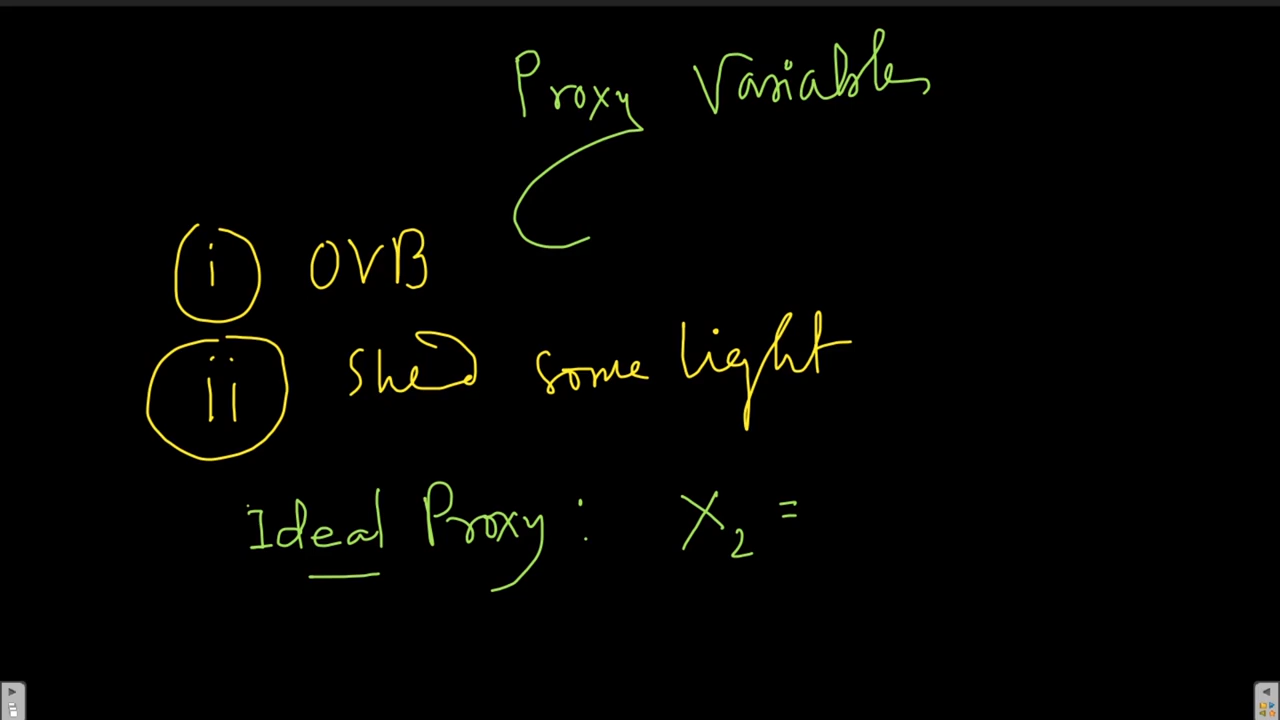 Proxy Variables
i OVB
ii Shed some light
Ideal Proxy: X₂ =